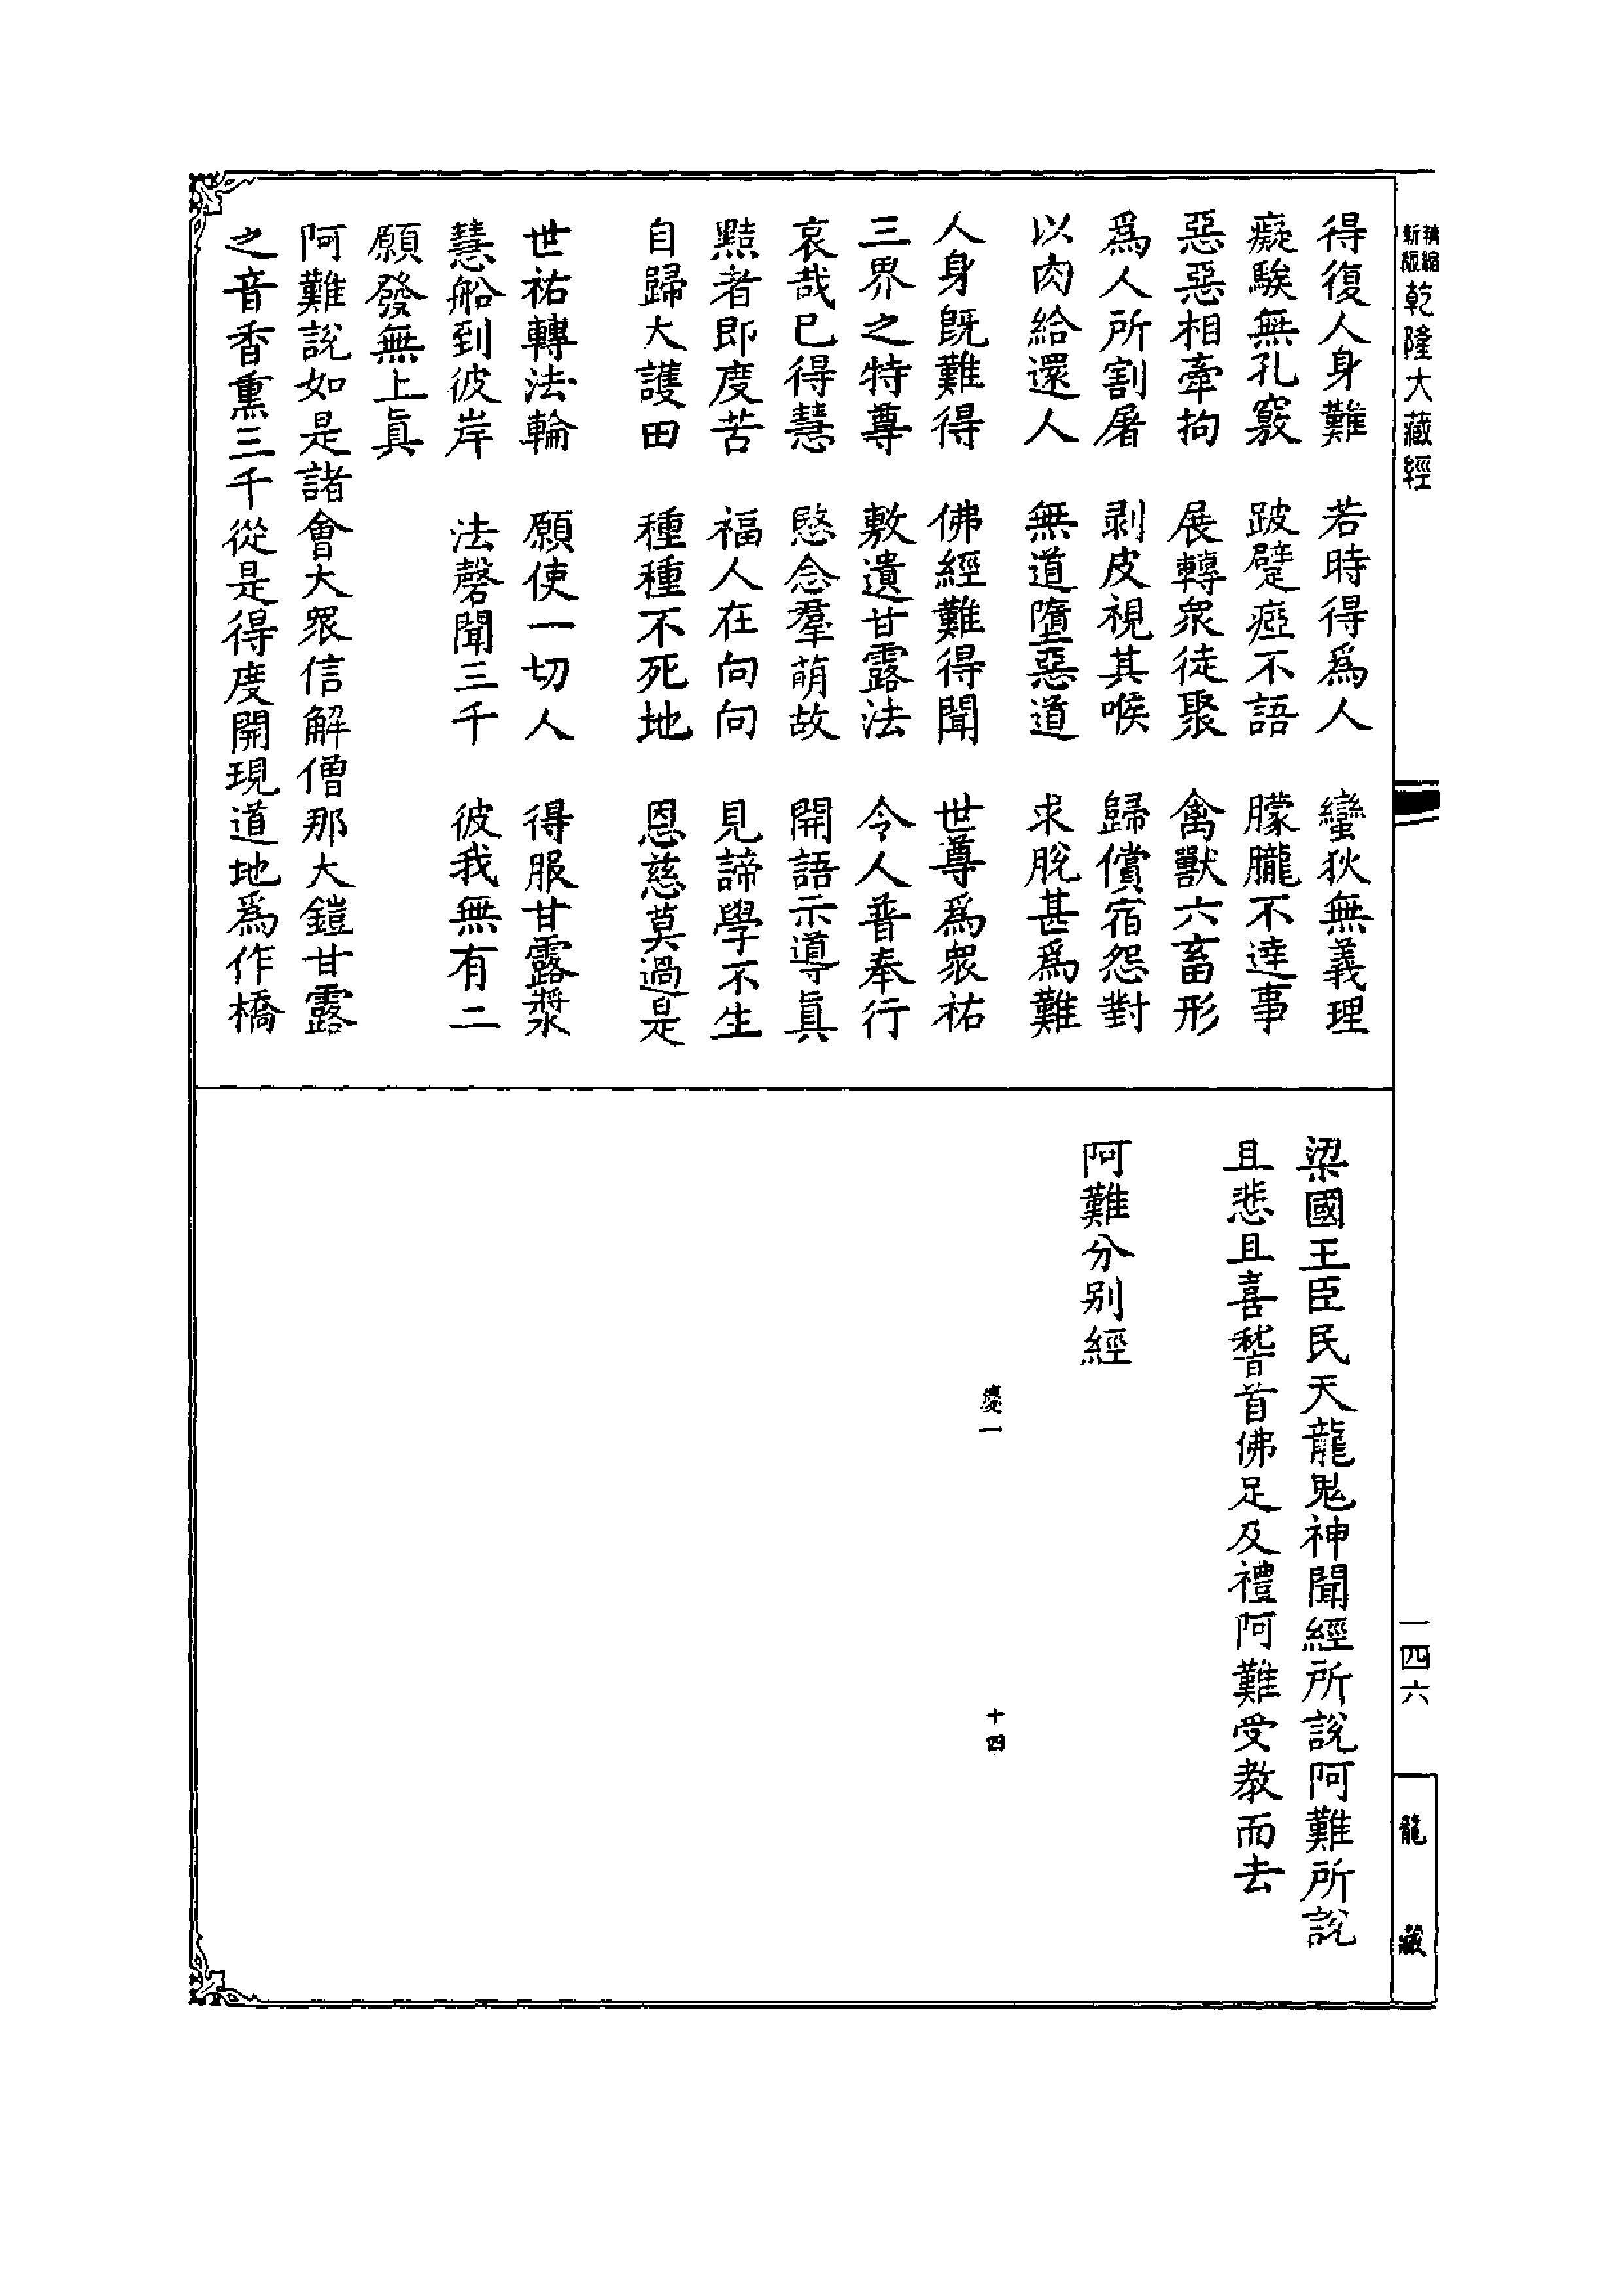 精縮新版乾隆大藏經
得復人身難　若時得爲人　蠻狄無義理
癡騃無孔竅　跛躄瘂不語　朦朧不達事
惡惡相牽拘　展轉衆徒聚　禽獸六畜形
爲人所割屠　剥皮視其喉　歸償宿怨對
以肉給還人　無道墮惡道　求脫甚爲難
人身旣難得　佛經難得聞　世尊爲衆祐
三界之特尊　敷遺甘露法　令人普奉行
哀哉已得慧　愍念羣萌故　開語示導眞
黠者即度苦　福人在向向　見諦學不生
自歸大護田　種種不死地　恩慈莫過是
世祐轉法輪　願使一切人　得服甘露漿
慧船到彼岸　法磬聞三千　彼我無有二
願發無上眞
阿難說如是諸會大衆信解僧那大鎧甘露
之音香熏三千從是得度開現道地爲作橋
梁國王臣民天龍鬼神聞經所說阿難所說
且悲且喜稽首佛足及禮阿難受教而去
阿難分别經
慶一
十四
一四六
龍藏